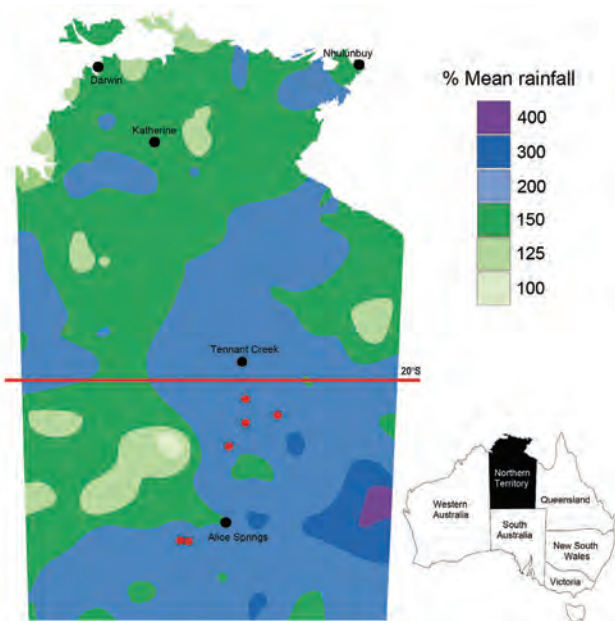 Nhulunbuy
Darwin
Katherine
Tennant Creek
20°S
Alice Springs
% Mean rainfall
400
300
200
150
125
100
Northern
Territory
Western
Australia
Queensland
South
Australia
New South
Wales
Victoria